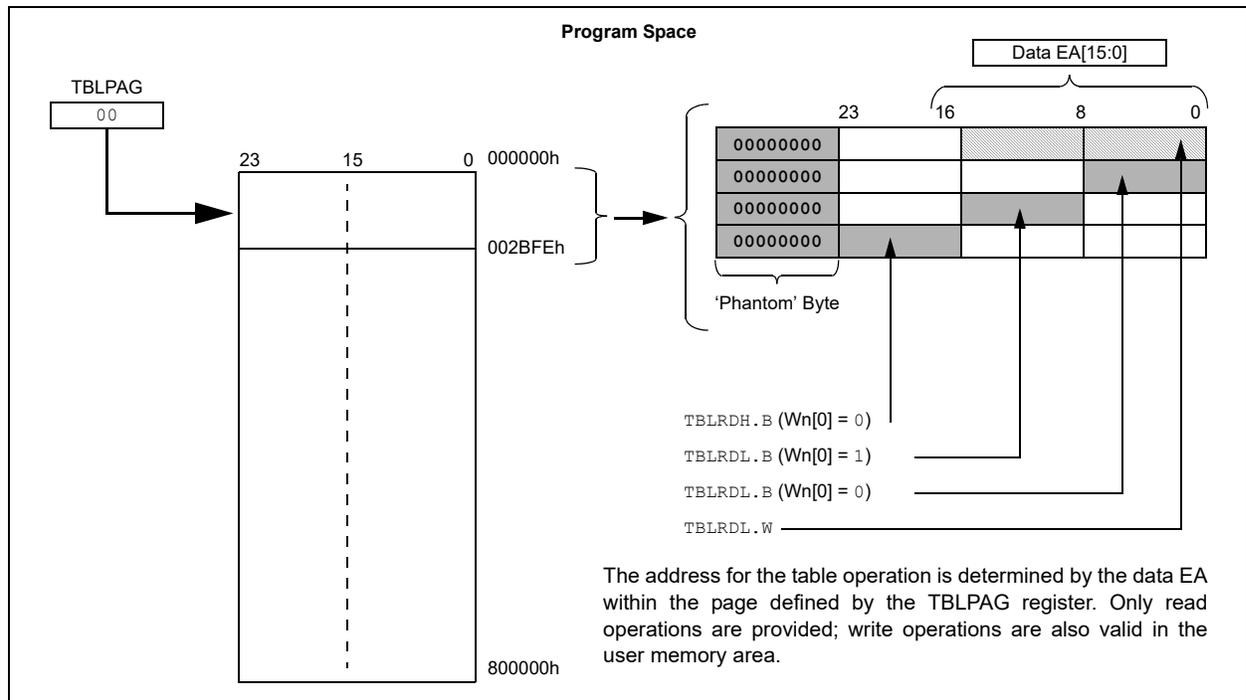 Program Space
TBLPAG
00
Data EA[15:0]
23 15 0
000000h
002BFEh
800000h
23 16 8 0
00000000
00000000
00000000
00000000
‘Phantom’ Byte
TBLRDH.B (Wn[0] = 0)
TBLRDL.B (Wn[0] = 1)
TBLRDL.B (Wn[0] = 0)
TBLRDL.W
The address for the table operation is determined by the data EA
within the page defined by the TBLPAG register. Only read
operations are provided; write operations are also valid in the
user memory area.